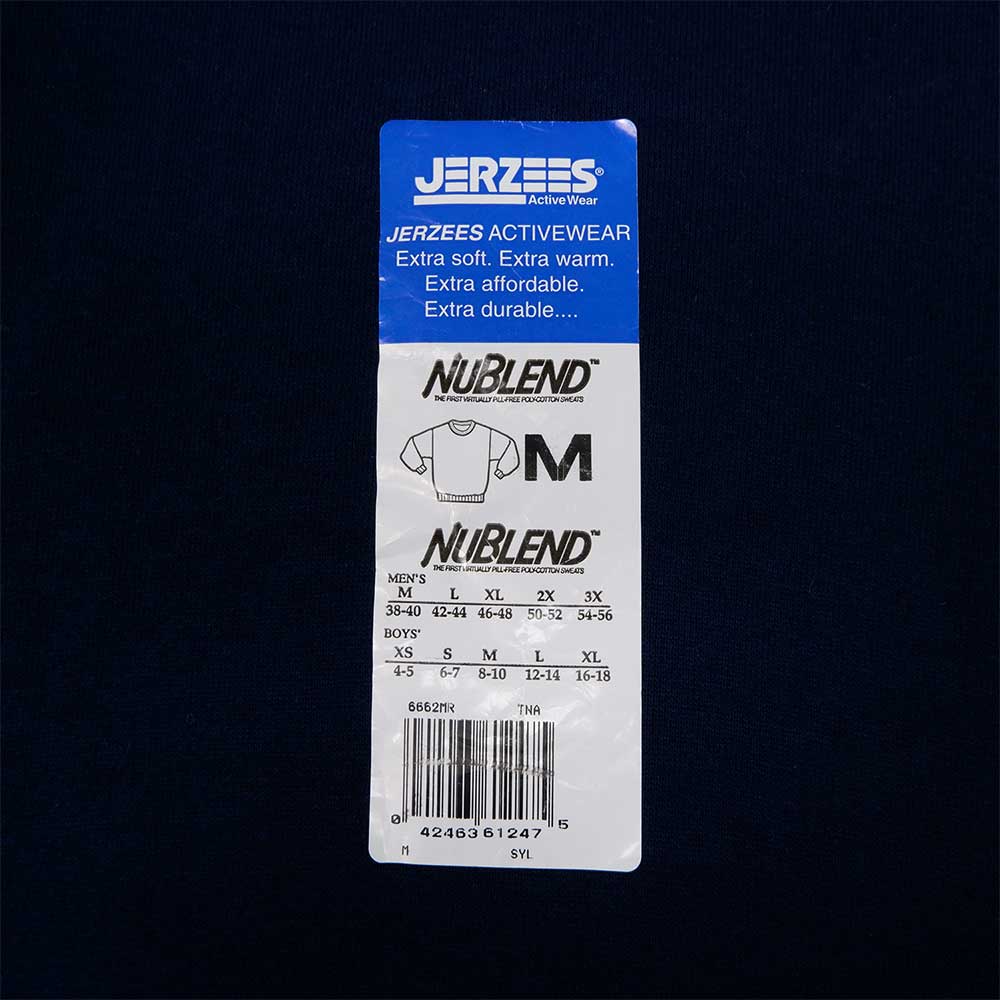 JERZEES®
ActiveWear
JERZEES ACTIVEWEAR
Extra soft. Extra warm.
Extra affordable.
Extra durable....
NUBLEND™
THE FIRST VIRTUALLY PILL-FREE POLY-COTTON SWEATS
M
NUBLEND™
THE FIRST VIRTUALLY PILL-FREE POLY-COTTON SWEATS
MEN'S
M L XL 2X 3X
38-40 42-44 46-48 50-52 54-56
BOYS'
XS S M L XL
4-5 6-7 8-10 12-14 16-18
6662MR TNA
0 42463 61247 5
M SYL